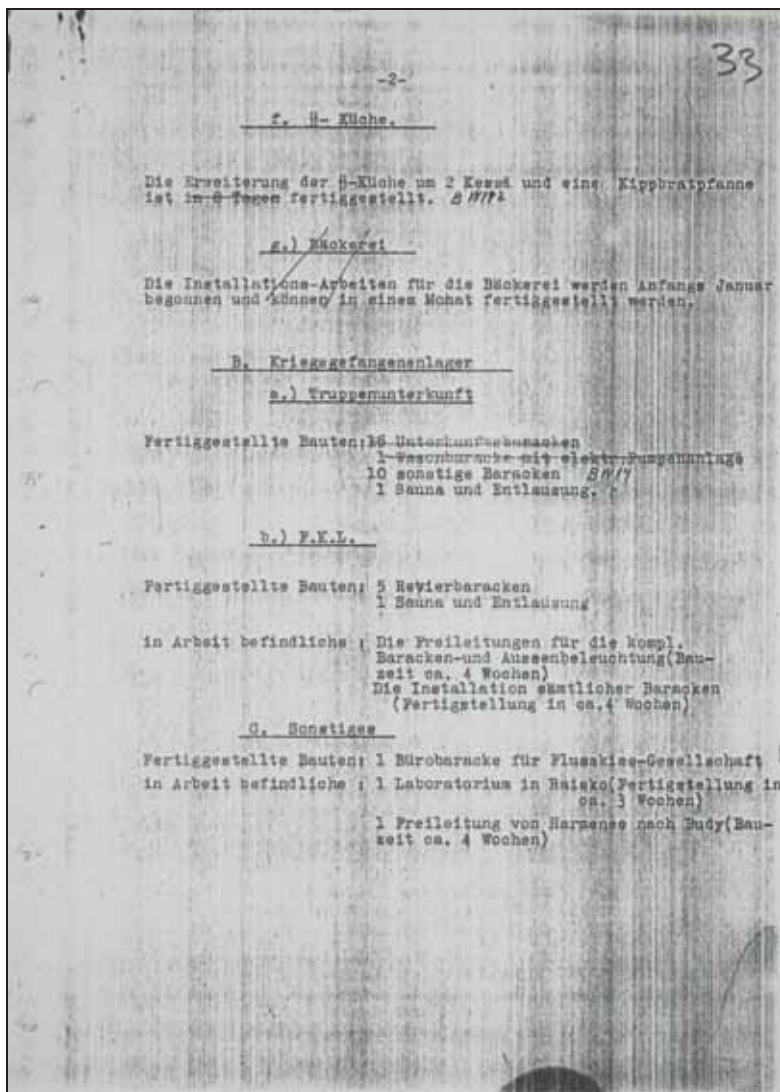 33
-2-
f. ᛋᛋ- Küche.
Die Erweiterung der ᛋᛋ-Küche um 2 Kessel und eine Kippbratpfanne
ist in 8 Tagen fertiggestellt.
g.) Bäckerei
Die Installations-Arbeiten für die Bäckerei werden Anfangs Januar
begonnen und können in einem Monat fertiggestellt werden.
B. Kriegsgefangenenlager
a.) Truppenunterkunft
Fertiggestellte Bauten: 16 Unterkunftsbaracken
1 Waschbaracke mit elektr. Pumpenanlage
10 sonstige Baracken
1 Sauna und Entlausung.
b.) F.K.L.
Fertiggestellte Bauten: 5 Revierbaracken
1 Sauna und Entlausung
in Arbeit befindliche : Die Freileitungen für die kompl.
Baracken-und Aussenbeleuchtung(Bau-
zeit ca. 4 Wochen)
Die Installation sämtlicher Baracken
(Fertigstellung in ca.4 Wochen)
C. Sonstiges
Fertiggestellte Bauten: 1 Bürobaracke für Flusskies-Gesellschaft
in Arbeit befindliche : 1 Laboratorium in Raisko(Fertigstellung in
ca. 3 Wochen)
1 Freileitung von Harmense nach Budy(Bau-
zeit ca. 4 Wochen)